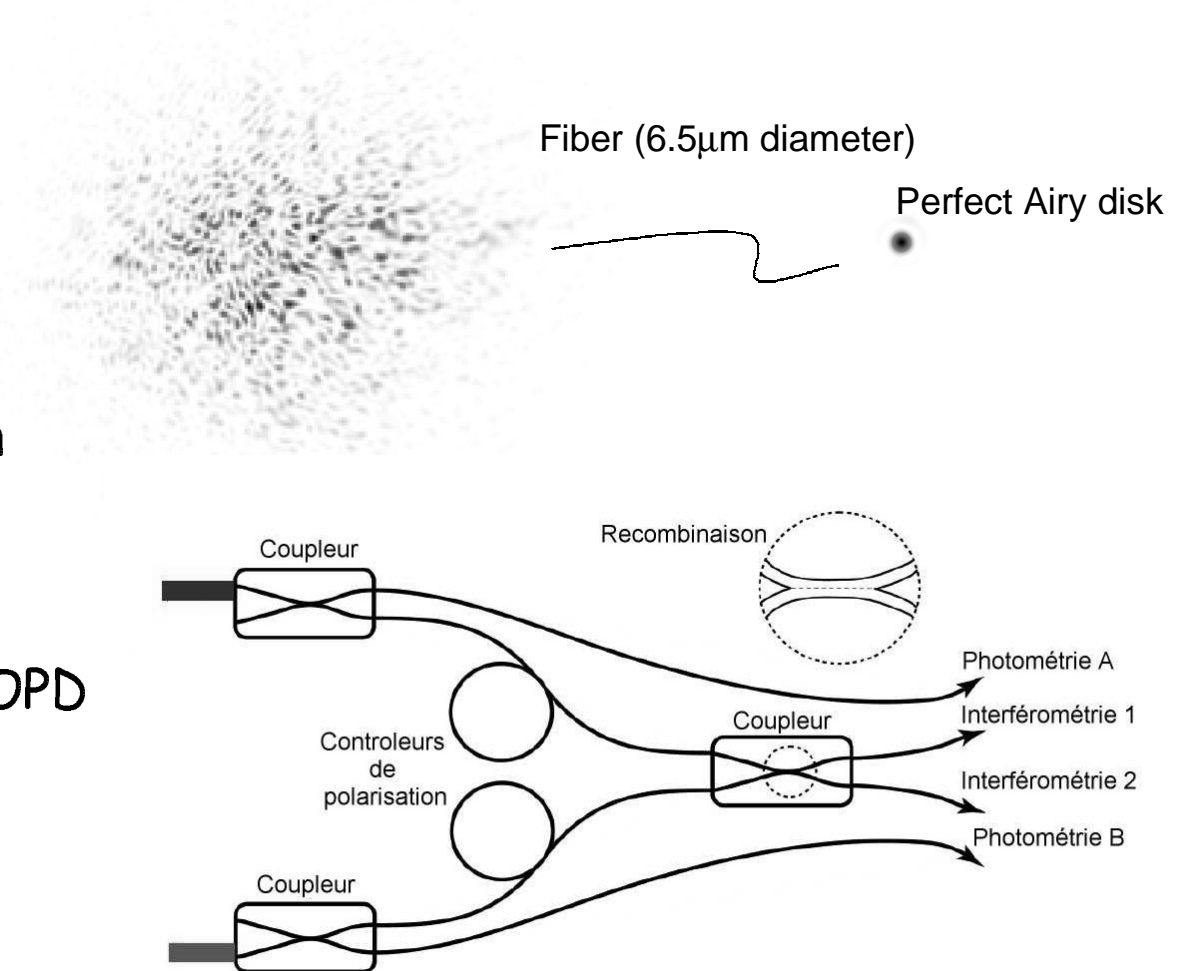 Fiber (6.5μm diameter)
Perfect Airy disk
Coupleur
Recombinaison
OPD
Controleurs
de
polarisation
Coupleur
Photométrie A
Interférométrie 1
Interférométrie 2
Photométrie B
Coupleur